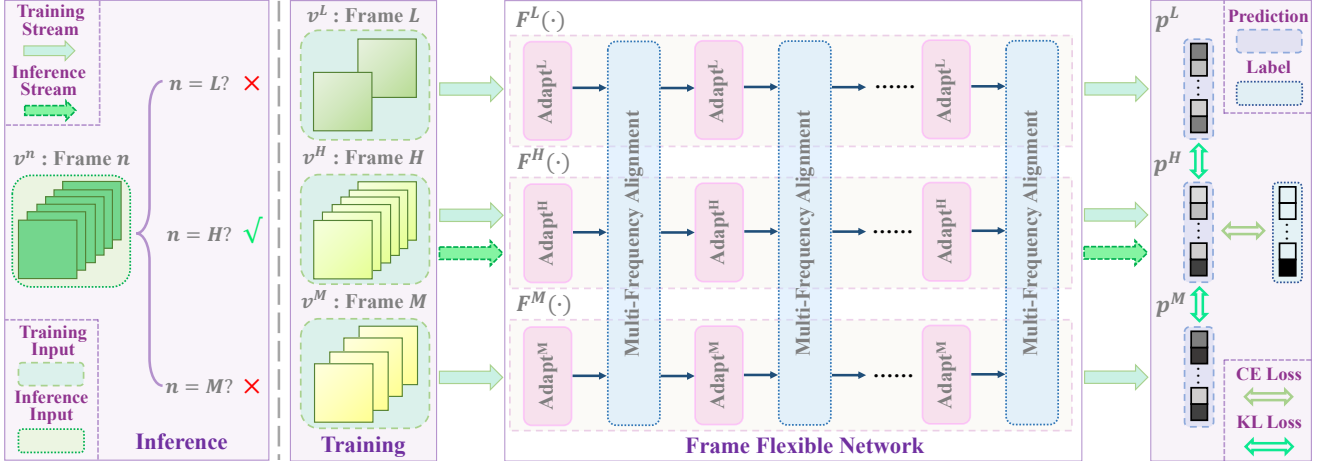 Training
Stream
Inference
Stream
v^n : Frame n
n = L?
n = H? √
n = M?
Training
Input
Inference
Input
Inference
v^L : Frame L
v^H : Frame H
v^M : Frame M
Training
F^L(·)
Adapt^L
Adapt^L
......
Adapt^L
F^H(·)
Adapt^H
Adapt^H
......
Adapt^H
F^M(·)
Adapt^M
Adapt^M
......
Adapt^M
Multi-Frequency Alignment
Multi-Frequency Alignment
Multi-Frequency Alignment
Frame Flexible Network
p^L
p^H
p^M
Prediction
Label
CE Loss
KL Loss